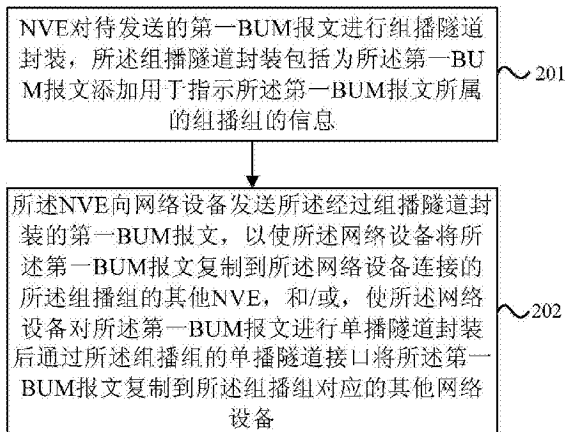 NVE对待发送的第一BUM报文进行组播隧道
封装，所述组播隧道封装包括为所述第一BU
M报文添加用于指示所述第一BUM报文所属
的组播组的信息
201
所述NVE向网络设备发送所述经过组播隧道封
装的第一BUM报文，以使所述网络设备将所
述第一BUM报文复制到所述网络设备连接的
所述组播组的其他NVE，和/或，使所述网络
设备对所述第一BUM报文进行单播隧道封装
后通过所述组播组的单播隧道接口将所述第一
BUM报文复制到所述组播组对应的其他网络
设备
202